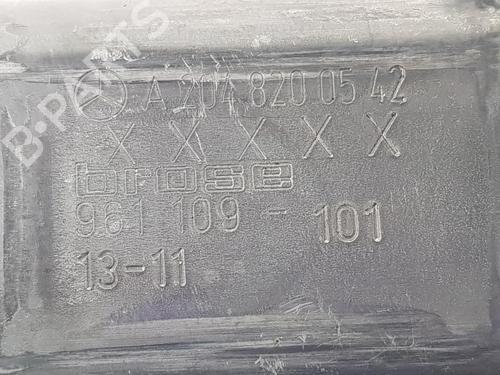 A 204 820 05 42
X X X X X
brose
961 109 - 101
13-11
B-PARTS